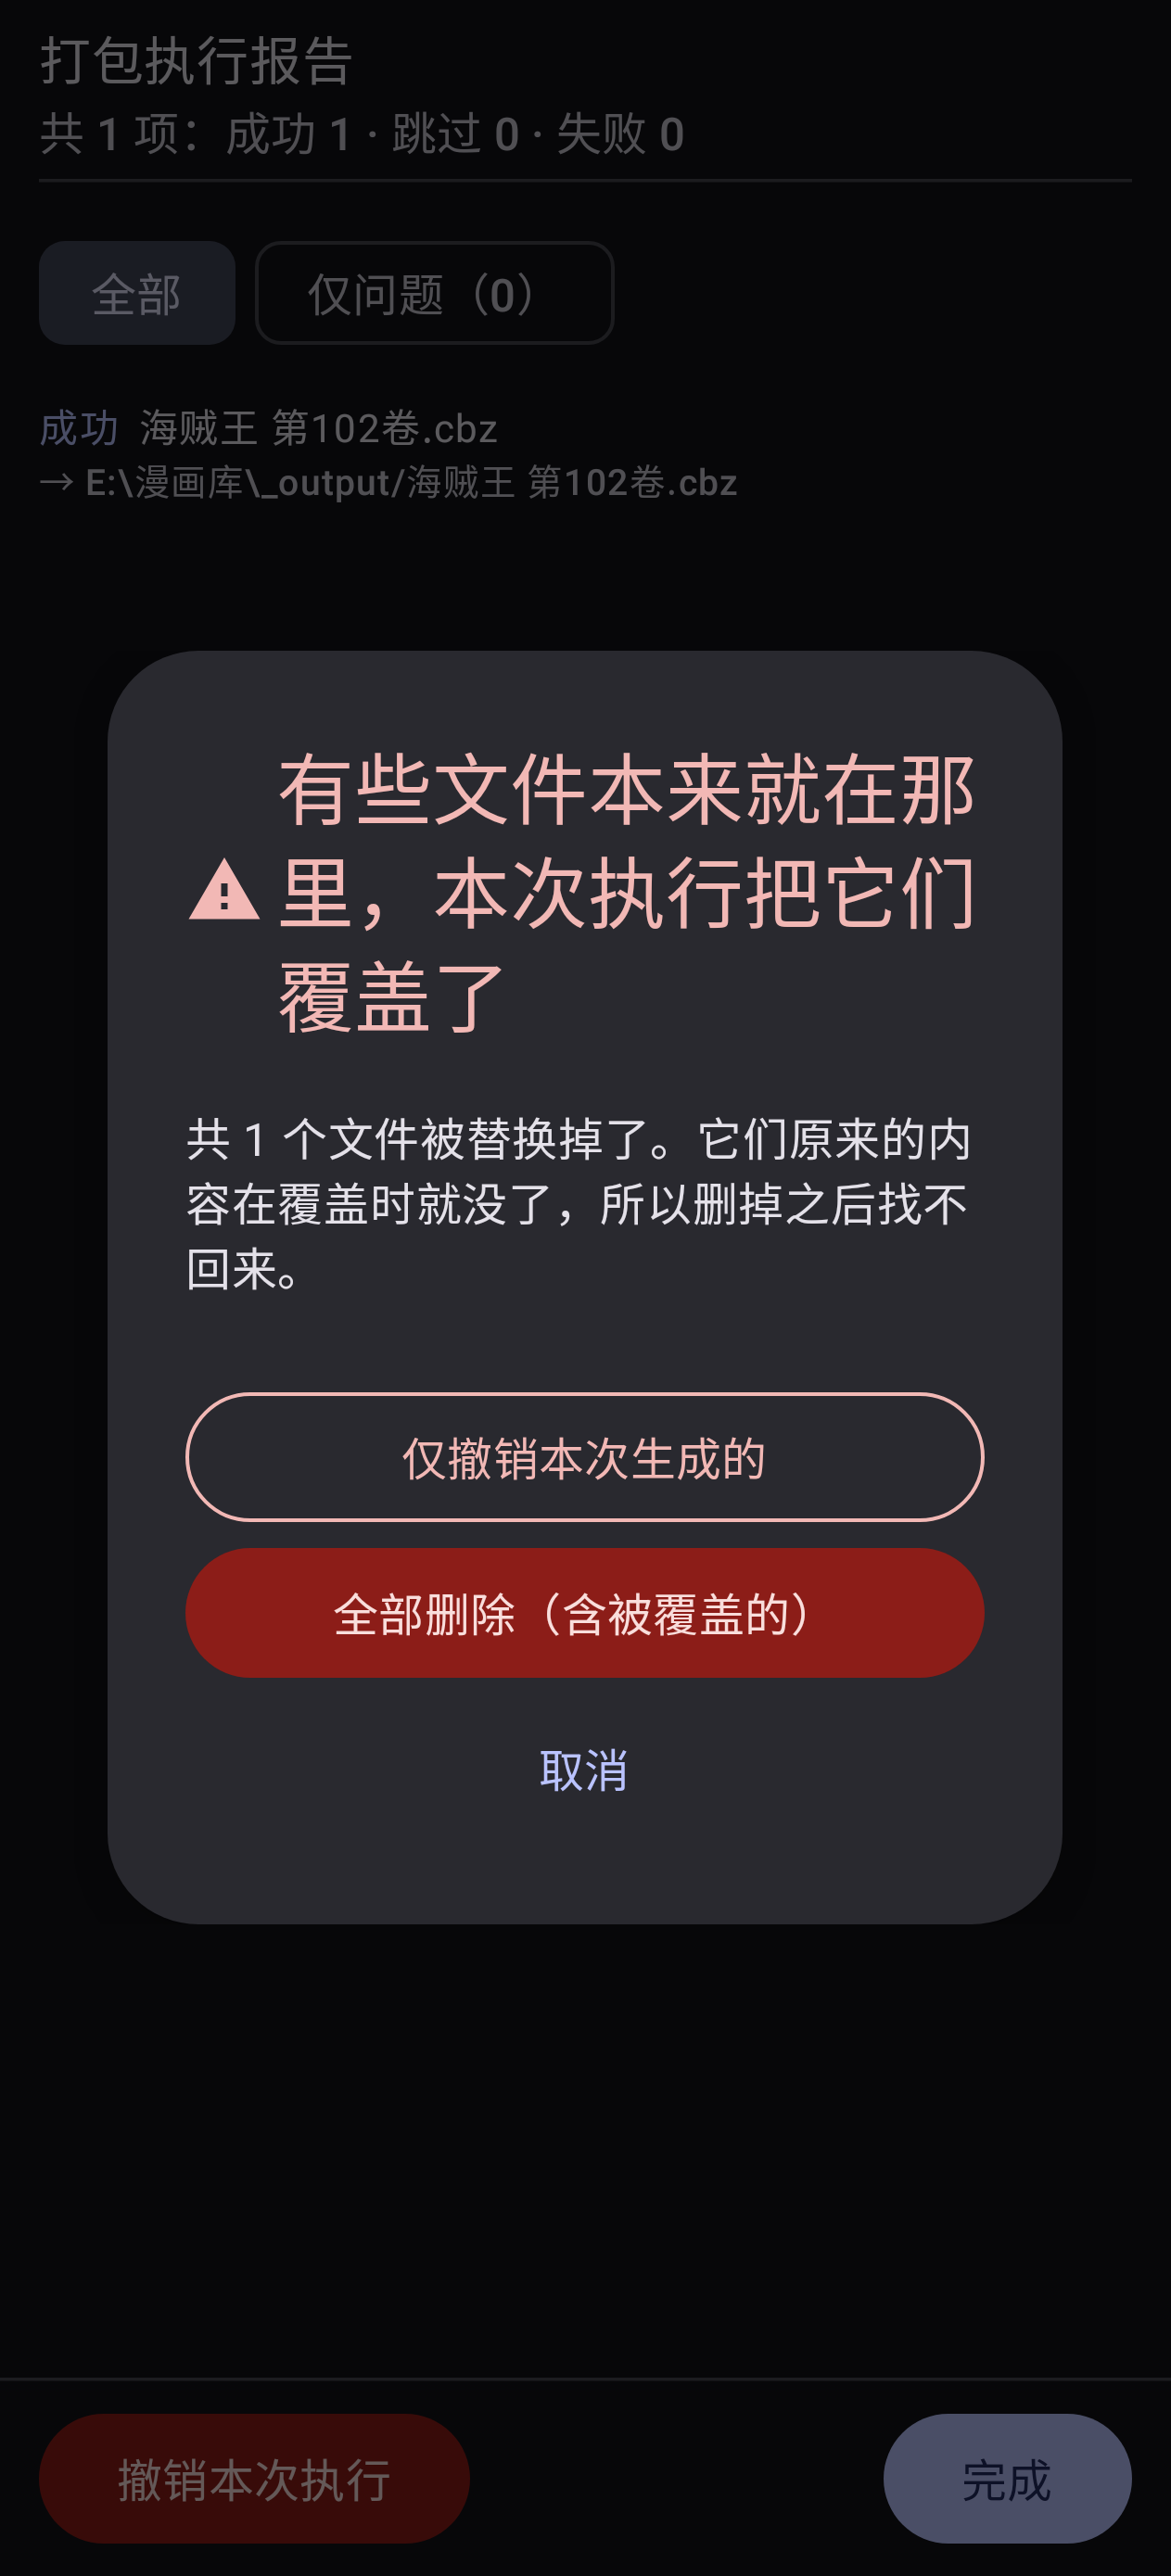 打包执行报告
共 1 项：成功 1 · 跳过 0 · 失败 0
全部
仅问题（0）
成功 海贼王 第102卷.cbz
→ E:\漫画库\_output/海贼王 第102卷.cbz
有些文件本来就在那
里，本次执行把它们
覆盖了
共 1 个文件被替换掉了。它们原来的内
容在覆盖时就没了，所以删掉之后找不
回来。
仅撤销本次生成的
全部删除（含被覆盖的）
取消
撤销本次执行
完成